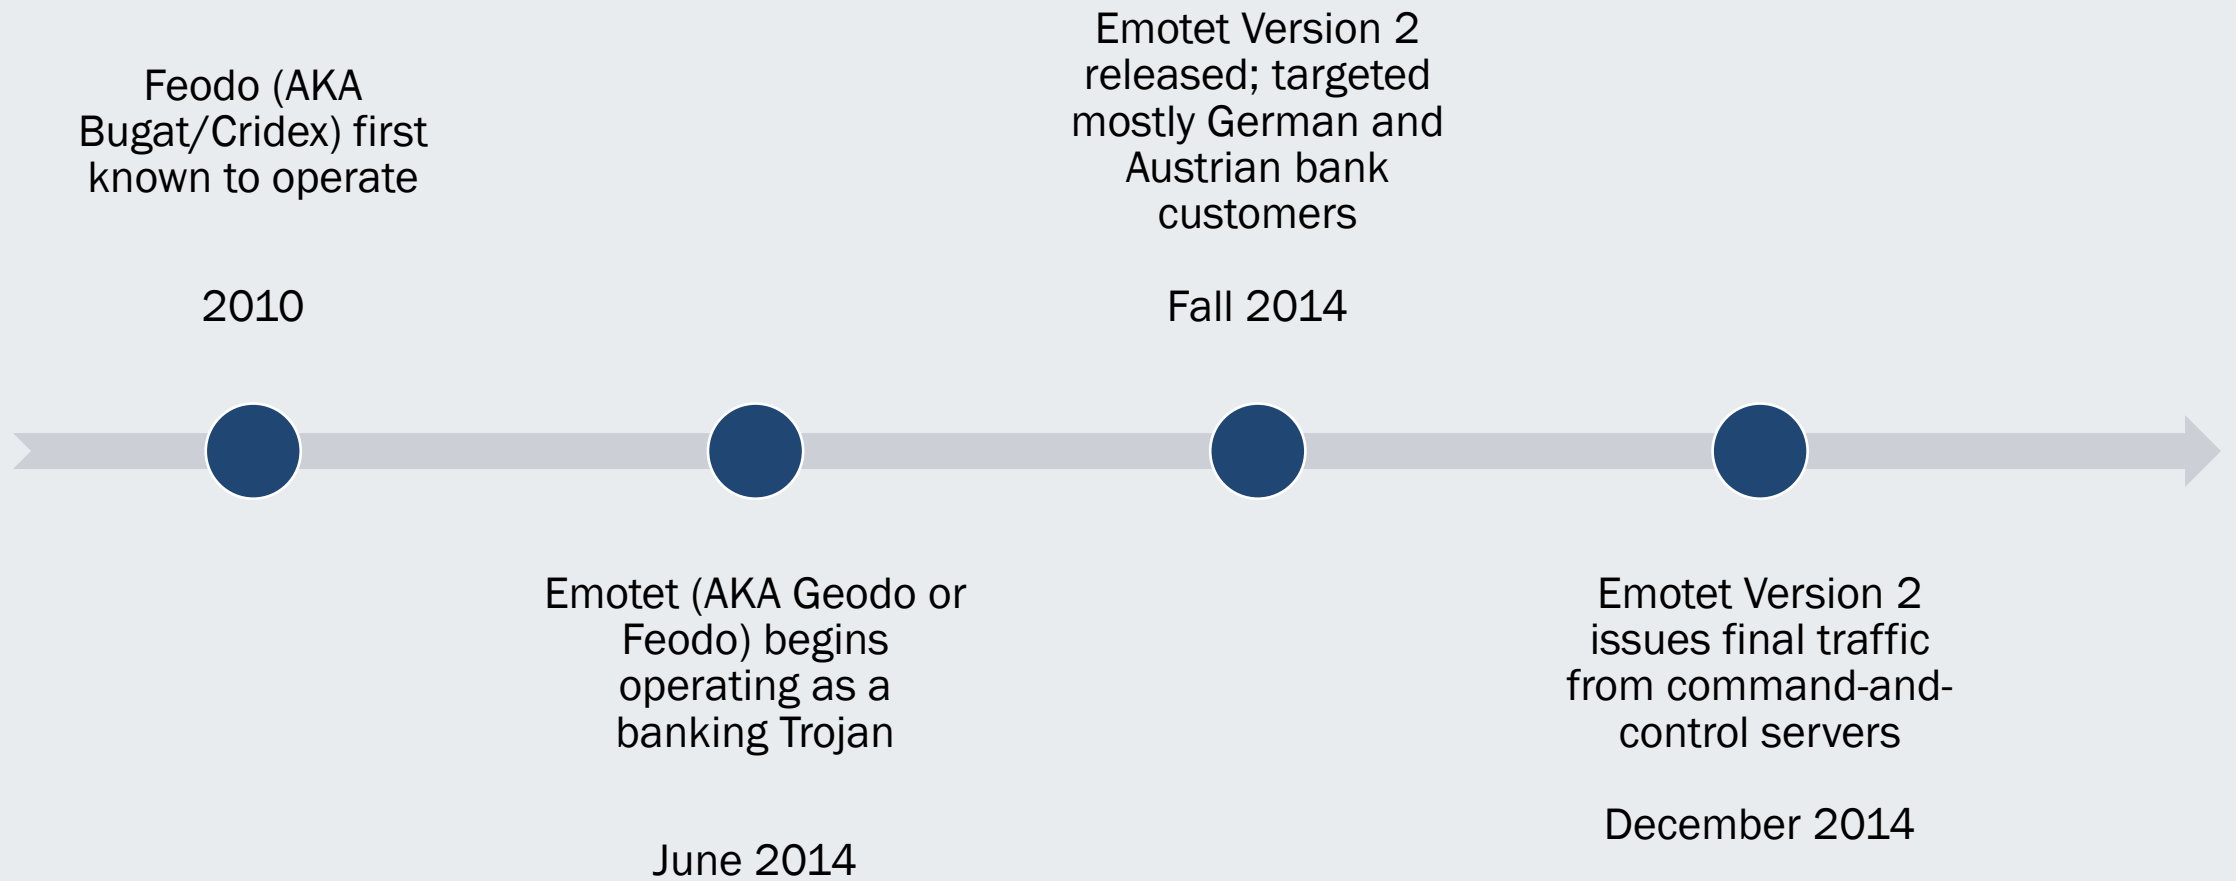 Feodo (AKA
Bugat/Cridex) first
known to operate
2010
Emotet (AKA Geodo or
Feodo) begins
operating as a
banking Trojan
June 2014
Emotet Version 2
released; targeted
mostly German and
Austrian bank
customers
Fall 2014
Emotet Version 2
issues final traffic
from command-and-
control servers
December 2014